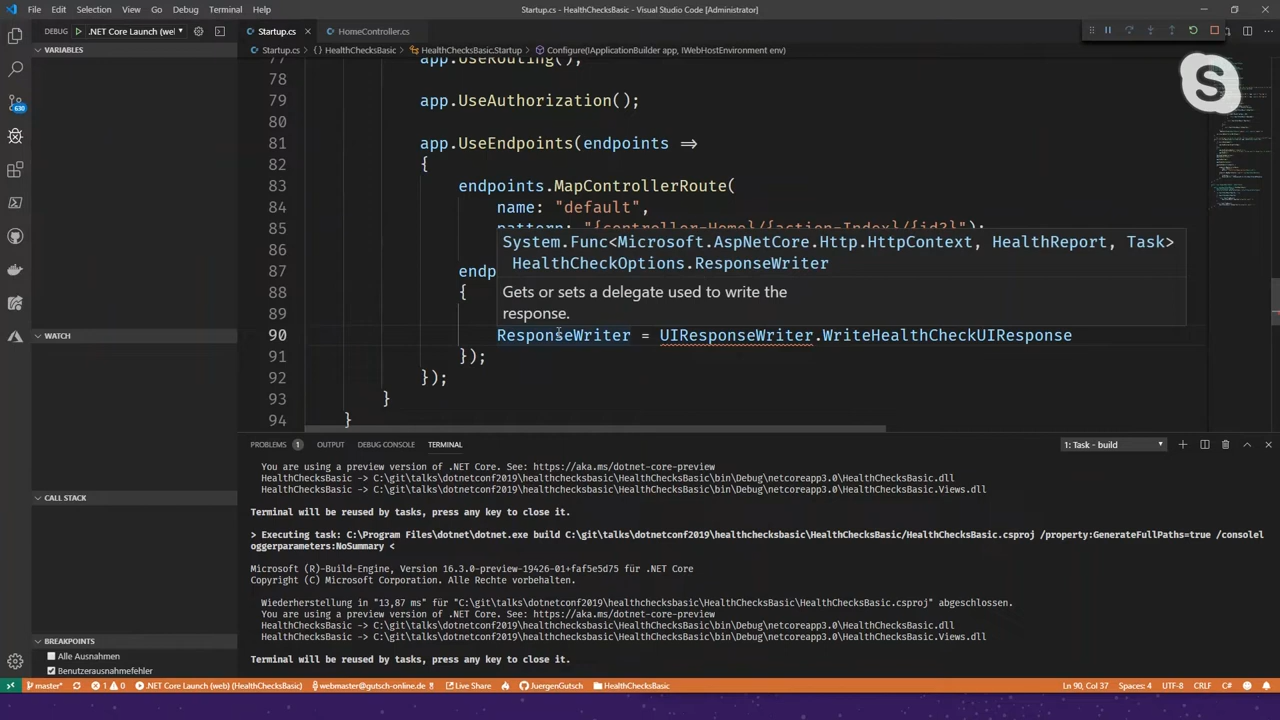 File Edit Selection View Go Debug Terminal Help
Startup.cs - HealthChecksBasic - Visual Studio Code [Administrator]
DEBUG .NET Core Launch (web)
Startup.cs HomeController.cs
VARIABLES
Startup.cs > {} HealthChecksBasic > HealthChecksBasic.Startup > Configure(IApplicationBuilder app, IWebHostEnvironment env)
77 app.UseRouting();
78
79 app.UseAuthorization();
80
81 app.UseEndpoints(endpoints =>
82 {
83 endpoints.MapControllerRoute(
84 name: "default",
85 pattern: "{controller=Home}/{action=Index}/{id?}");
System.Func<Microsoft.AspNetCore.Http.HttpContext, HealthReport, Task>
86
HealthCheckOptions.ResponseWriter
87 endp
Gets or sets a delegate used to write the
88 {
response.
89
90 ResponseWriter = UIResponseWriter.WriteHealthCheckUIResponse
91 });
92 });
93 }
94 }
630
WATCH
CALL STACK
BREAKPOINTS
Alle Ausnahmen
Benutzerausnahmefehler
PROBLEMS 1 OUTPUT DEBUG CONSOLE TERMINAL
1: Task - build
You are using a preview version of .NET Core. See: https://aka.ms/dotnet-core-preview
HealthChecksBasic -> C:\git\talks\dotnetconf2019\healthchecksbasic\HealthChecksBasic\bin\Debug\netcoreapp3.0\HealthChecksBasic.dll
HealthChecksBasic -> C:\git\talks\dotnetconf2019\healthchecksbasic\HealthChecksBasic\bin\Debug\netcoreapp3.0\HealthChecksBasic.Views.dll
Terminal will be reused by tasks, press any key to close it.
> Executing task: C:\Program Files\dotnet\dotnet.exe build C:\git\talks\dotnetconf2019\healthchecksbasic/HealthChecksBasic/HealthChecksBasic.csproj /property:GenerateFullPaths=true /consolel
oggerparameters:NoSummary <
Microsoft (R)-Build-Engine, Version 16.3.0-preview-19426-01+faf5e5d75 für .NET Core
Copyright (C) Microsoft Corporation. Alle Rechte vorbehalten.
Wiederherstellung in "13,87 ms" für "C:\git\talks\dotnetconf2019\healthchecksbasic\HealthChecksBasic\HealthChecksBasic.csproj" abgeschlossen.
You are using a preview version of .NET Core. See: https://aka.ms/dotnet-core-preview
HealthChecksBasic -> C:\git\talks\dotnetconf2019\healthchecksbasic\HealthChecksBasic\bin\Debug\netcoreapp3.0\HealthChecksBasic.dll
HealthChecksBasic -> C:\git\talks\dotnetconf2019\healthchecksbasic\HealthChecksBasic\bin\Debug\netcoreapp3.0\HealthChecksBasic.Views.dll
Terminal will be reused by tasks, press any key to close it.
master* 1 0 .NET Core Launch (web) (HealthChecksBasic) webmaster@gutsch-online.de Live Share JuergenGutsch HealthChecksBasic Ln 90, Col 37 Spaces: 4 UTF-8 CRLF C#